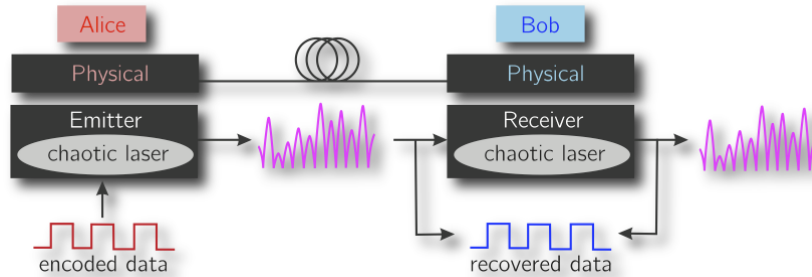 Alice
Bob
Physical
Physical
Emitter
chaotic laser
Receiver
chaotic laser
encoded data
recovered data